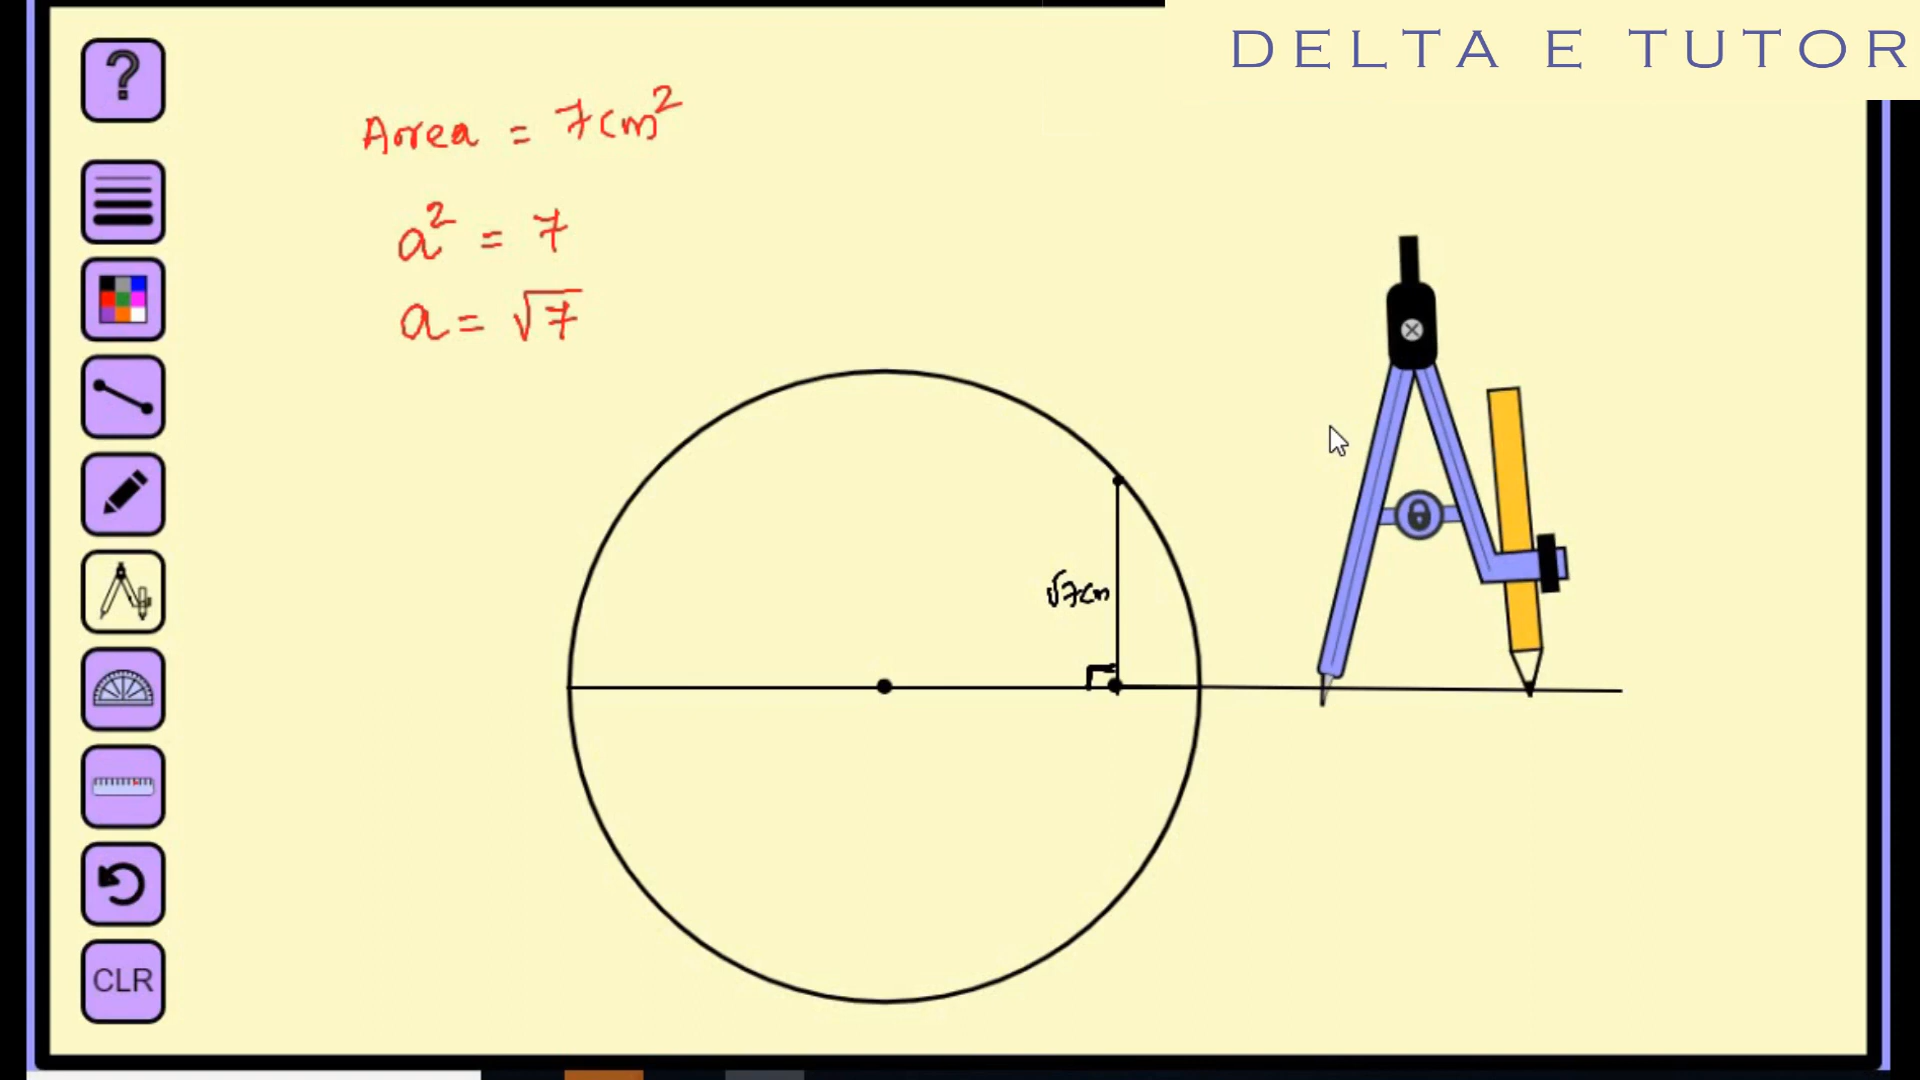 DELTA E TUTOR
?
Area = 7cm²
a² = 7
a = √7
√7cm
CLR